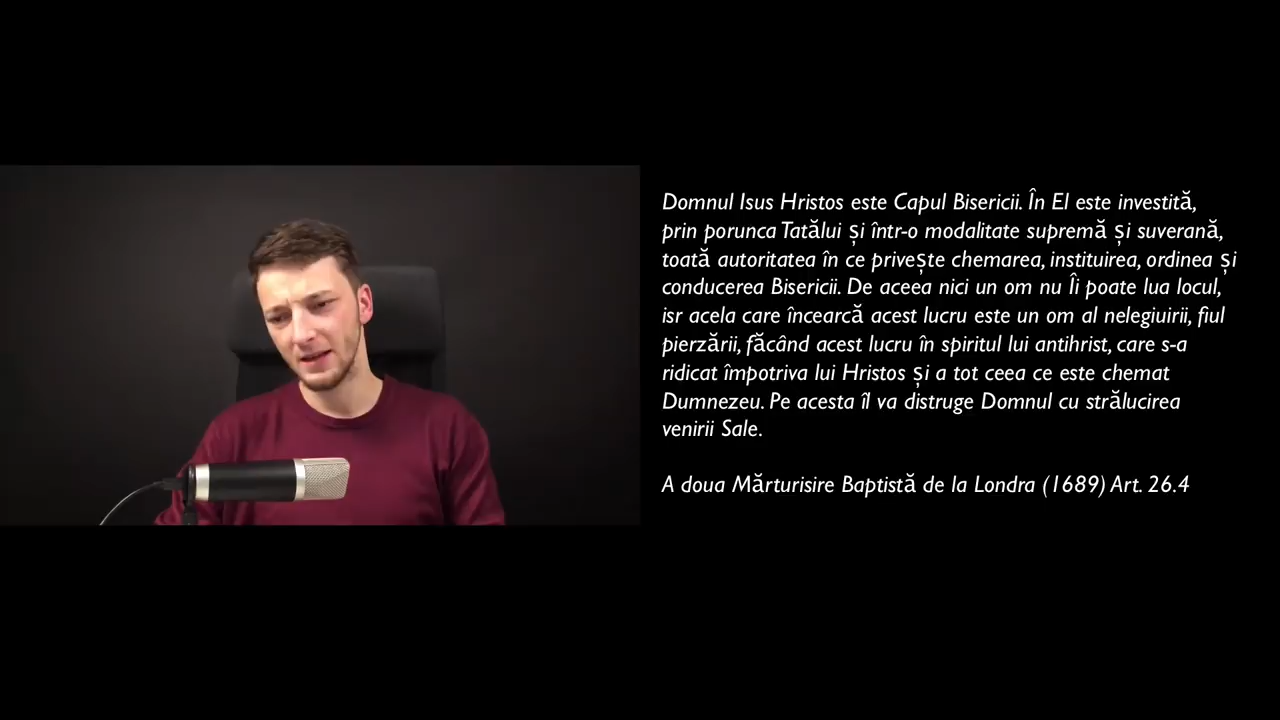 Domnul Isus Hristos este Capul Bisericii. În El este investită,
prin porunca Tatălui și într-o modalitate supremă și suverană,
toată autoritatea în ce privește chemarea, instituirea, ordinea și
conducerea Bisericii. De aceea nici un om nu Îi poate lua locul,
isr acela care încearcă acest lucru este un om al nelegiuirii, fiul
pierzării, făcând acest lucru în spiritul lui antihrist, care s-a
ridicat împotriva lui Hristos și a tot ceea ce este chemat
Dumnezeu. Pe acesta îl va distruge Domnul cu strălucirea
venirii Sale.
A doua Mărturisire Baptistă de la Londra (1689) Art. 26.4